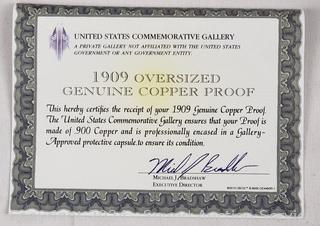 UNITED STATES COMMEMORATIVE GALLERY
A PRIVATE GALLERY NOT AFFILIATED WITH THE UNITED STATES
GOVERNMENT OR ANY GOVERNMENT ENTITY.
1909 OVERSIZED
GENUINE COPPER PROOF
This hereby certifies the receipt of your 1909 Genuine Copper Proof.
The United States Commemorative Gallery ensures that your Proof is
made of .900 Copper and is professionally encased in a Gallery-
Approved protective capsule to ensure its condition.
MICHAEL J. BRADSHAW
EXECUTIVE DIRECTOR